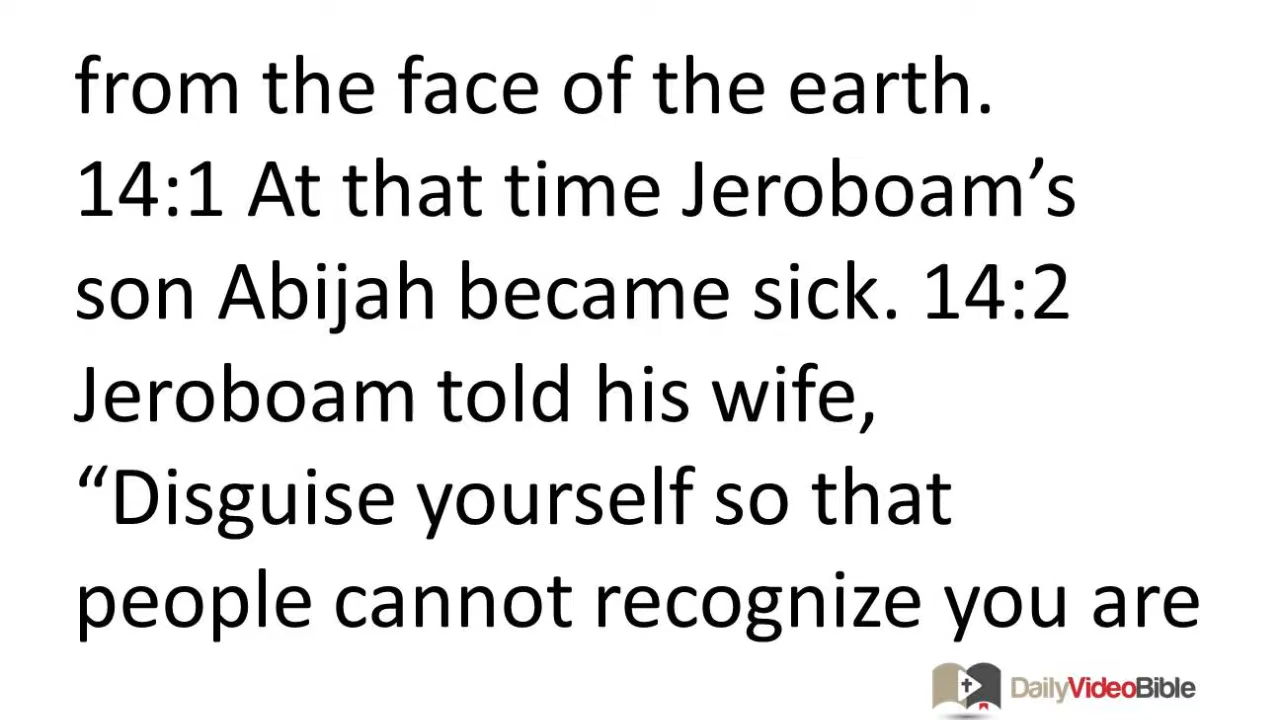 from the face of the earth.
14:1 At that time Jeroboam’s
son Abijah became sick. 14:2
Jeroboam told his wife,
“Disguise yourself so that
people cannot recognize you are
DailyVideoBible